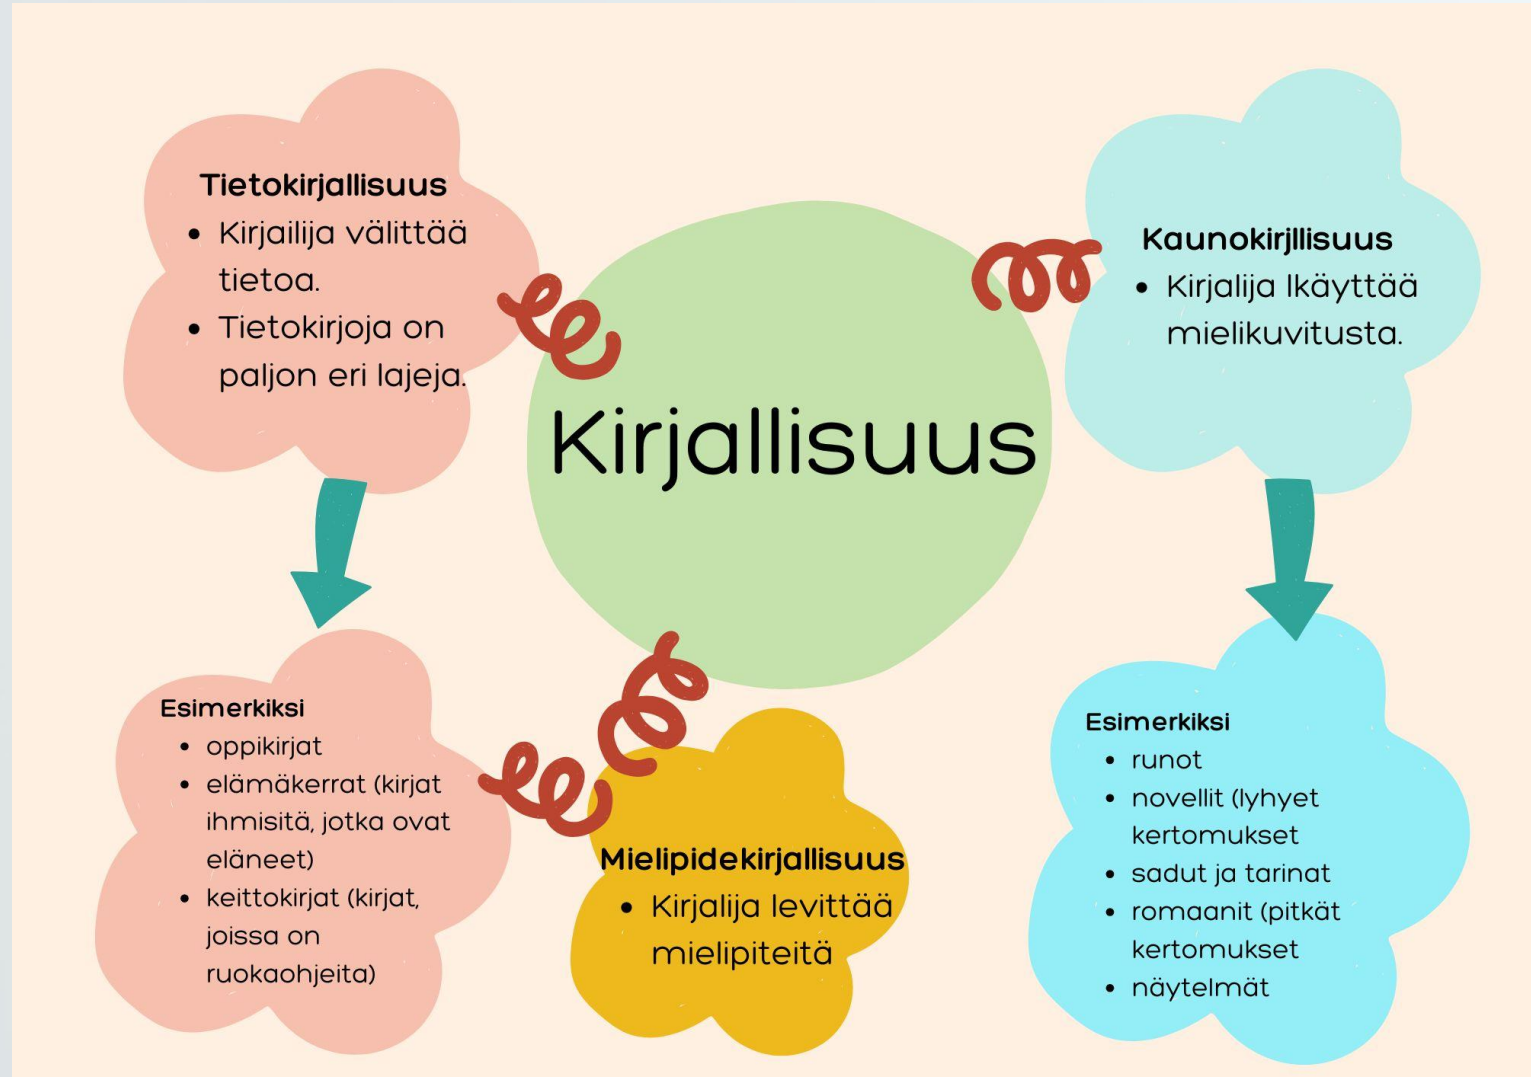 Tietokirjallisuus
• Kirjailija välittää
tietoa.
• Tietokirjoja on
paljon eri lajeja.
Kirjallisuus
Kaunokirjllisuus
• Kirjalija lkäyttää
mielikuvitusta.
Esimerkiksi
• oppikirjat
• elämäkerrat (kirjat
ihmisitä, jotka ovat
eläneet)
• keittokirjat (kirjat,
joissa on
ruokaohjeita)
Mielipidekirjallisuus
• Kirjalija levittää
mielipiteitä
Esimerkiksi
• runot
• novellit (lyhyet
kertomukset
• sadut ja tarinat
• romaanit (pitkät
kertomukset
• näytelmät